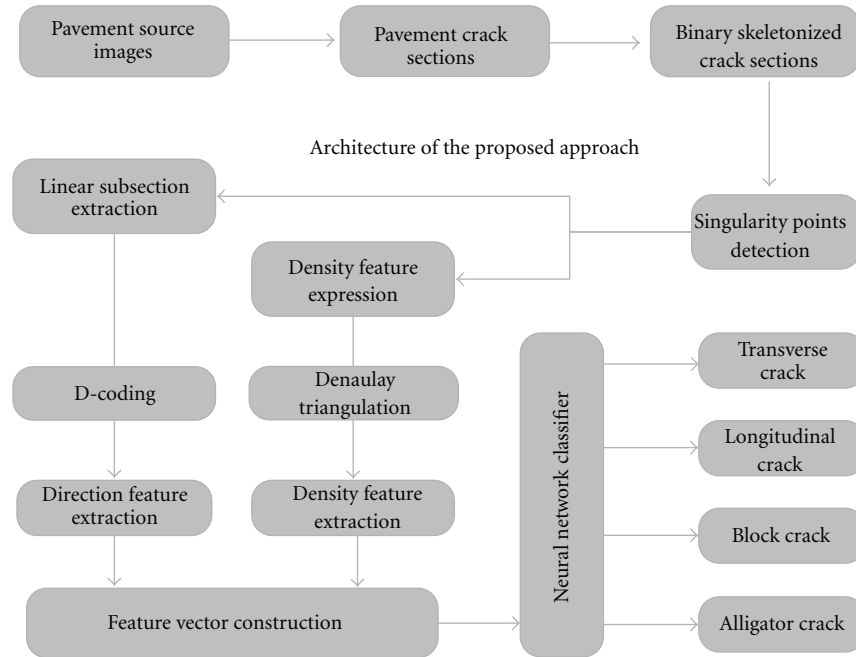 Pavement source
images
Pavement crack
sections
Binary skeletonized
crack sections
Architecture of the proposed approach
Linear subsection
extraction
Singularity points
detection
Density feature
expression
Transverse
crack
D-coding
Denaulay
triangulation
Neural network classifier
Longitudinal
crack
Direction feature
extraction
Density feature
extraction
Block crack
Feature vector construction
Alligator crack